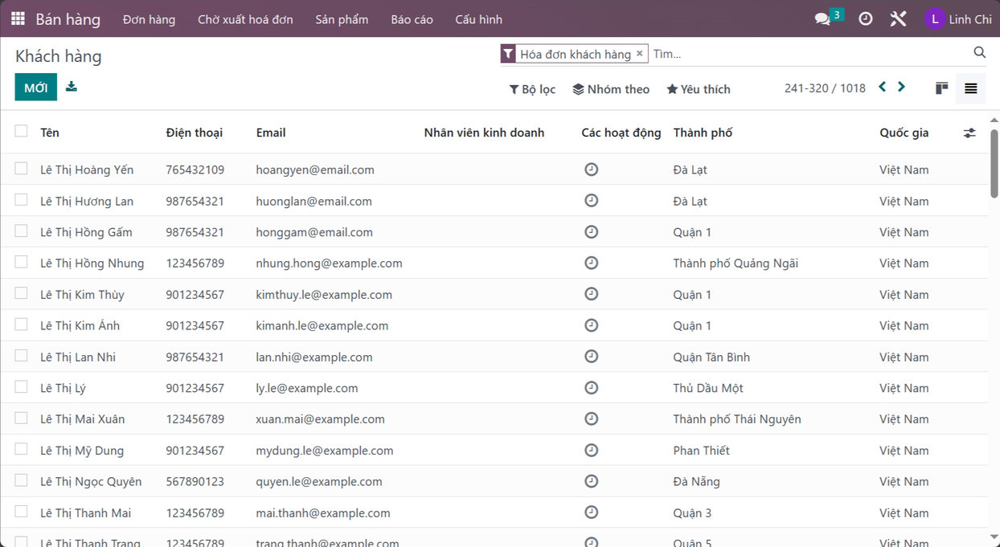 Bán hàng Đơn hàng Chờ xuất hoá đơn Sản phẩm Báo cáo Cấu hình 3 L Linh Chi
Khách hàng Hóa đơn khách hàng × Tìm...
MỚI Bộ lọc Nhóm theo Yêu thích 241-320 / 1018
Tên Điện thoại Email Nhân viên kinh doanh Các hoạt động Thành phố Quốc gia
Lê Thị Hoàng Yến 765432109 hoangyen@email.com Đà Lạt Việt Nam
Lê Thị Hương Lan 987654321 huonglan@email.com Đà Lạt Việt Nam
Lê Thị Hồng Gấm 987654321 honggam@email.com Quận 1 Việt Nam
Lê Thị Hồng Nhung 123456789 nhung.hong@example.com Thành phố Quảng Ngãi Việt Nam
Lê Thị Kim Thùy 901234567 kimthuy.le@example.com Quận 1 Việt Nam
Lê Thị Kim Ánh 901234567 kimanh.le@example.com Quận 1 Việt Nam
Lê Thị Lan Nhi 987654321 lan.nhi@example.com Quận Tân Bình Việt Nam
Lê Thị Lý 901234567 ly.le@example.com Thủ Dầu Một Việt Nam
Lê Thị Mai Xuân 123456789 xuan.mai@example.com Thành phố Thái Nguyên Việt Nam
Lê Thị Mỹ Dung 901234567 mydung.le@example.com Phan Thiết Việt Nam
Lê Thị Ngọc Quyên 567890123 quyen.le@example.com Đà Nẵng Việt Nam
Lê Thị Thanh Mai 123456789 mai.thanh@example.com Quận 3 Việt Nam
Lê Thị Thanh Trang 123456789 trang.thanh@example.com Quận 5 Việt Nam